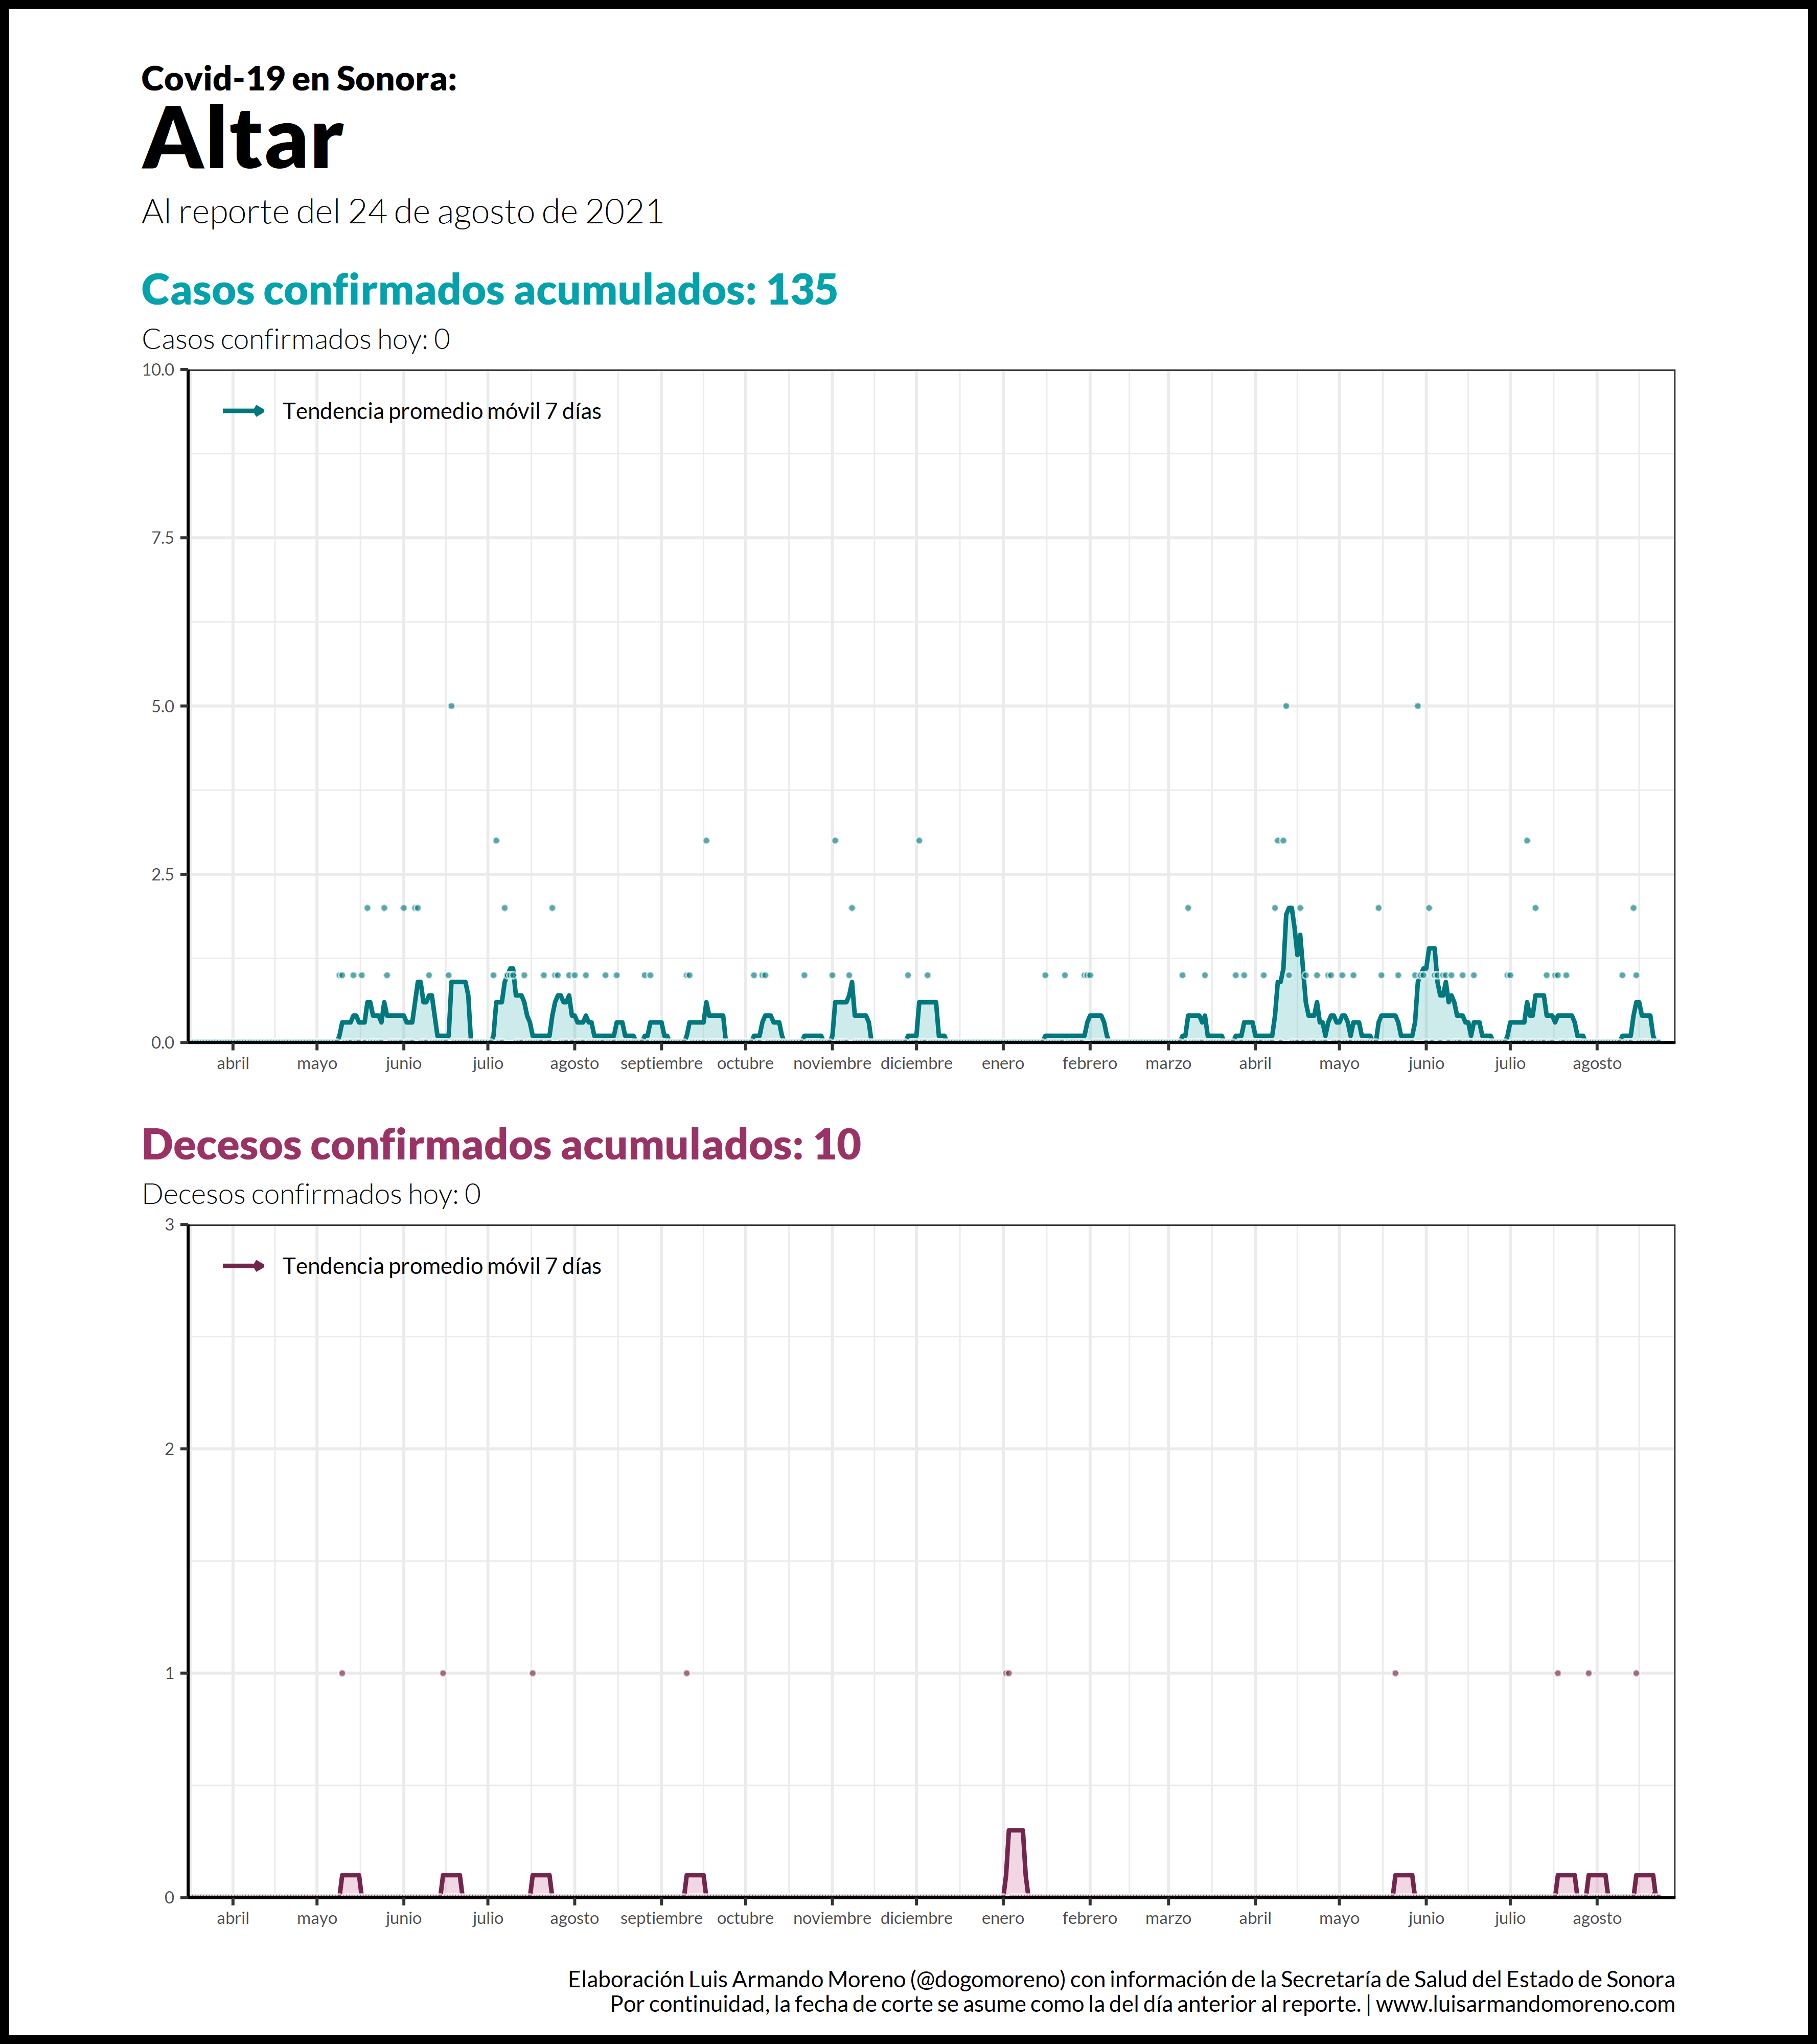 Covid-19 en Sonora:
Altar
Al reporte del 24 de agosto de 2021
Casos confirmados acumulados: 135
Casos confirmados hoy: 0
10.0
Tendencia promedio móvil 7 días
7.5
5.0
2.5
0.0
abril mayo junio julio agosto septiembre octubre noviembre diciembre enero febrero marzo abril mayo junio julio agosto
Decesos confirmados acumulados: 10
Decesos confirmados hoy: 0
3
Tendencia promedio móvil 7 días
2
1
0
abril mayo junio julio agosto septiembre octubre noviembre diciembre enero febrero marzo abril mayo junio julio agosto
Elaboración Luis Armando Moreno (@dogomoreno) con información de la Secretaría de Salud del Estado de Sonora
Por continuidad, la fecha de corte se asume como la del día anterior al reporte. | www.luisarmandomoreno.com